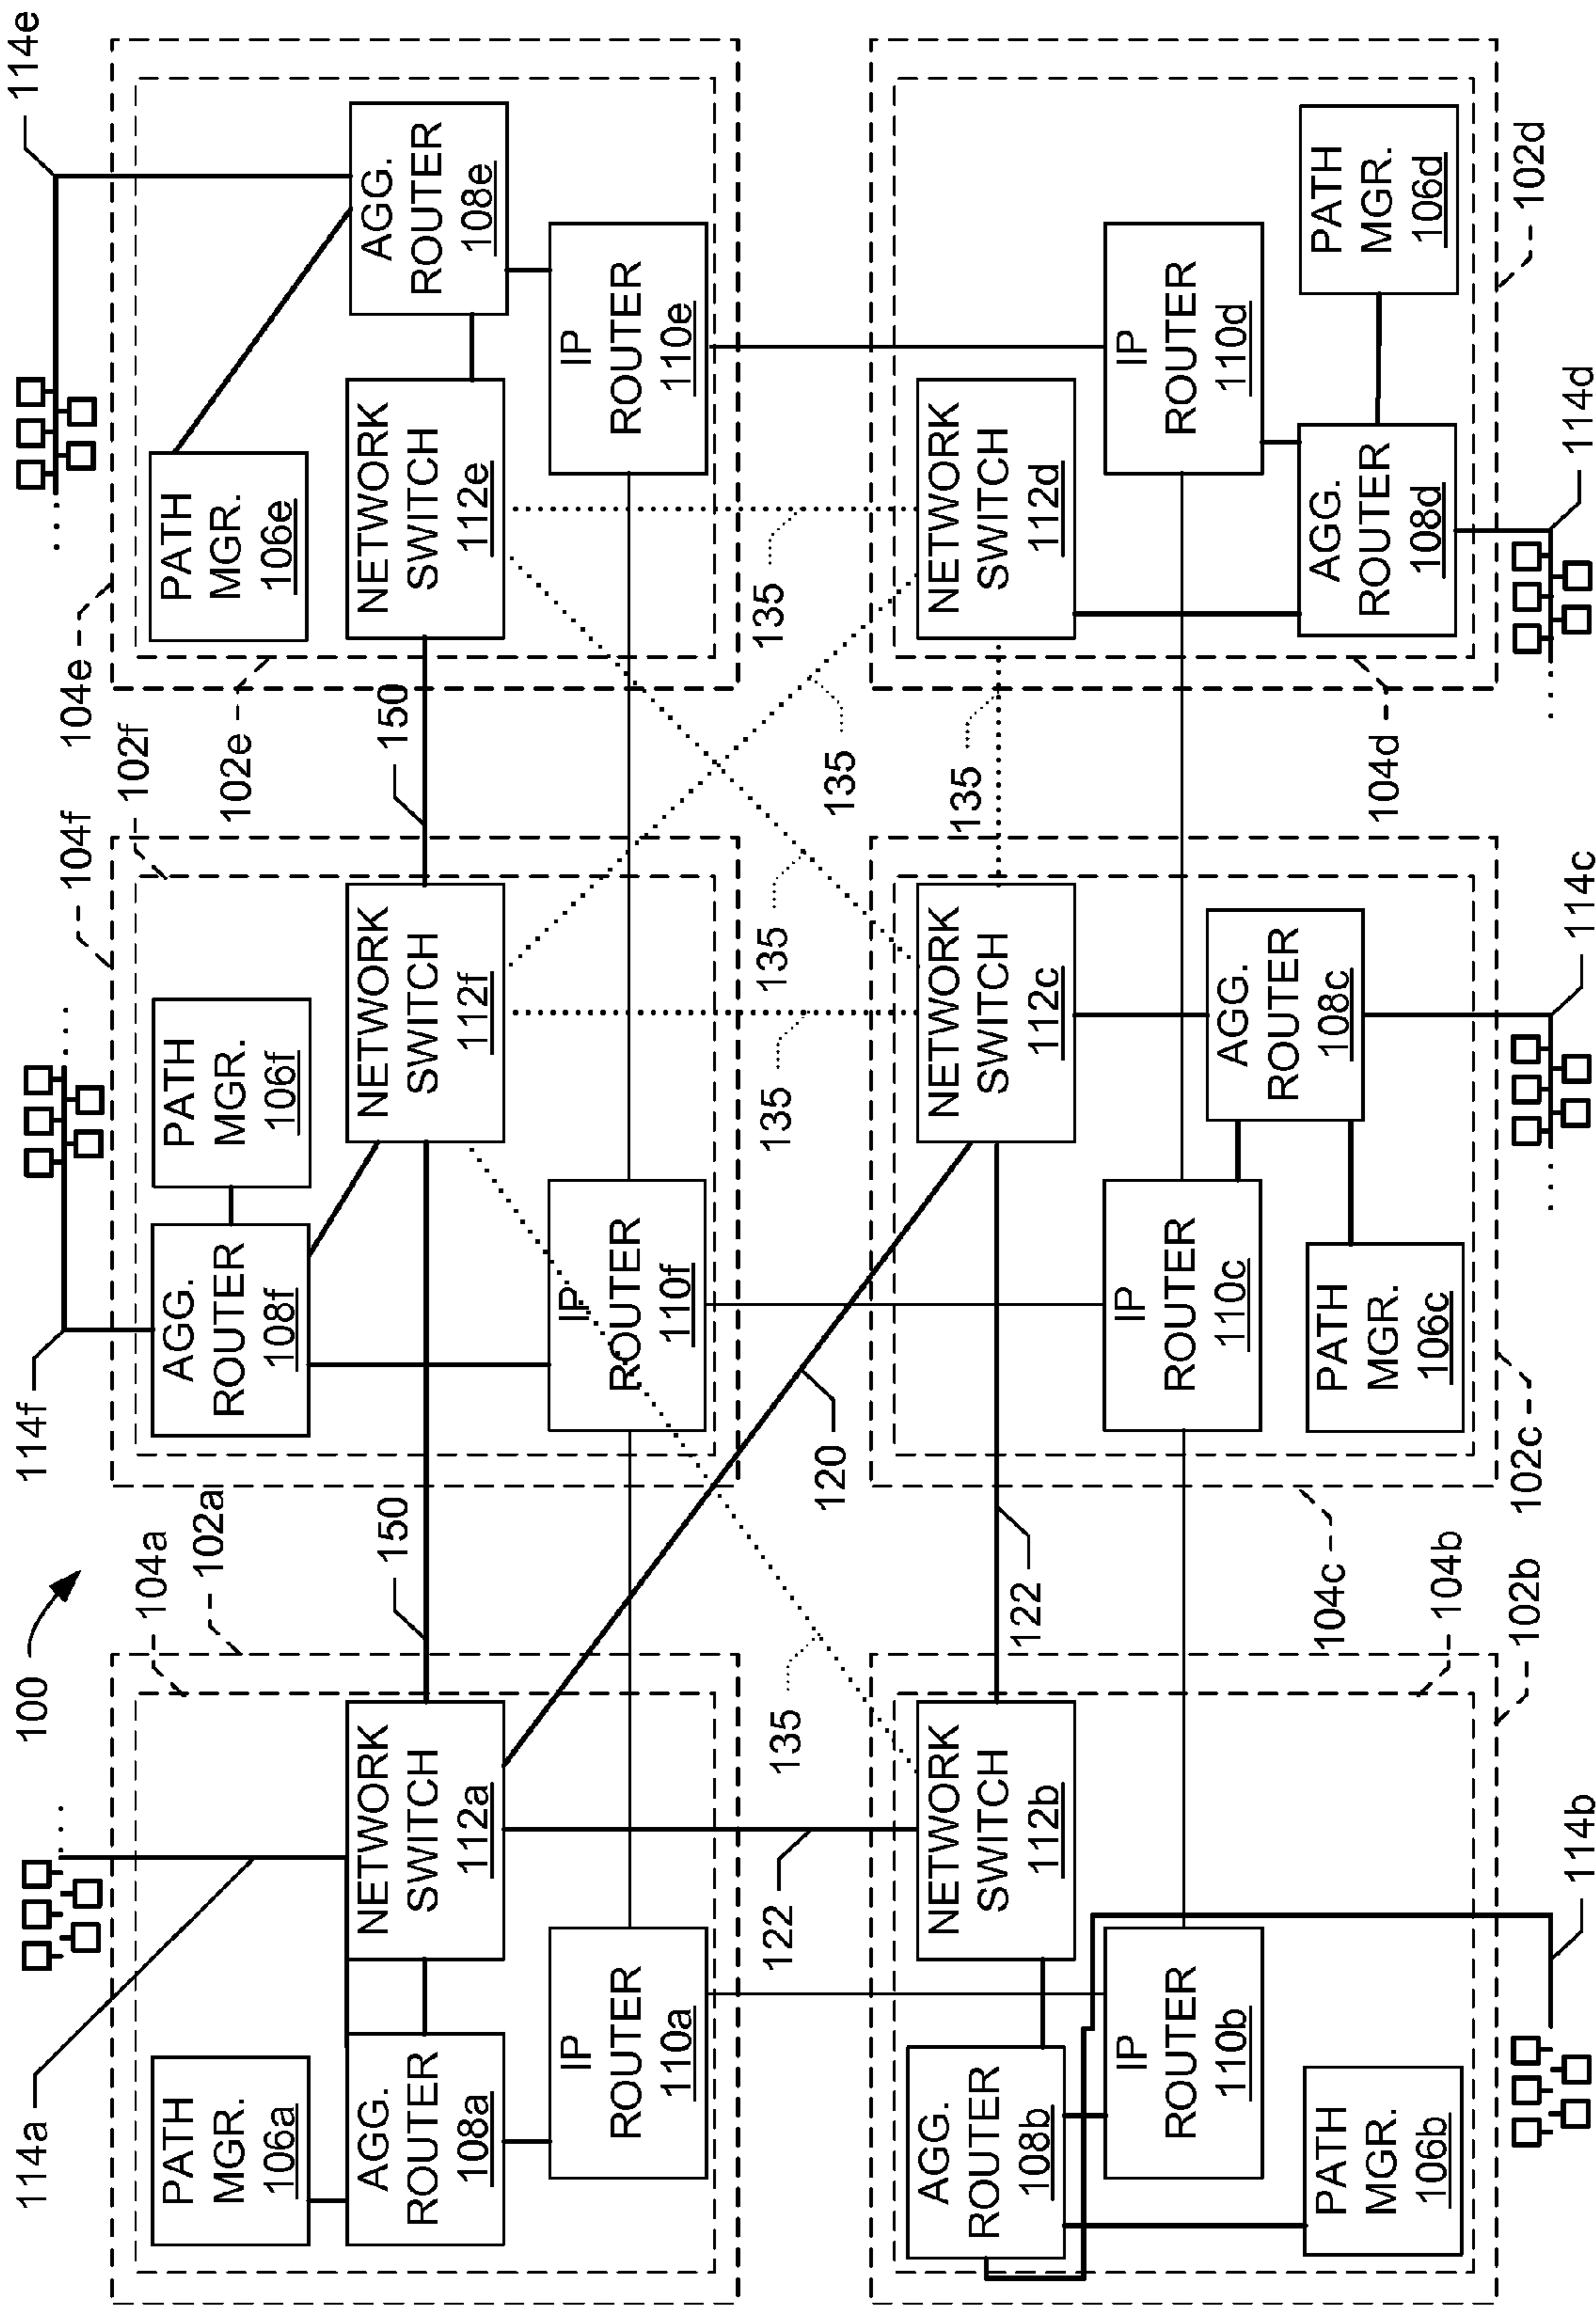 100
114a
104a
102a
PATH
MGR.
106a
AGG.
ROUTER
108a
NETWORK
SWITCH
112a
IP
ROUTER
110a
150
114f
104f
102f
AGG.
ROUTER
108f
PATH
MGR.
106f
NETWORK
SWITCH
112f
IP
ROUTER
110f
150
114e
104e
102e
PATH
MGR.
106e
AGG.
ROUTER
108e
NETWORK
SWITCH
112e
IP
ROUTER
110e
122
135
120
135
135
135
135
135
122
AGG.
ROUTER
108b
NETWORK
SWITCH
112b
IP
ROUTER
110b
PATH
MGR.
106b
104b
102b
114b
NETWORK
SWITCH
112c
IP
ROUTER
110c
AGG.
ROUTER
108c
PATH
MGR.
106c
104c
102c
114c
NETWORK
SWITCH
112d
IP
ROUTER
110d
AGG.
ROUTER
108d
PATH
MGR.
106d
104d
102d
114d